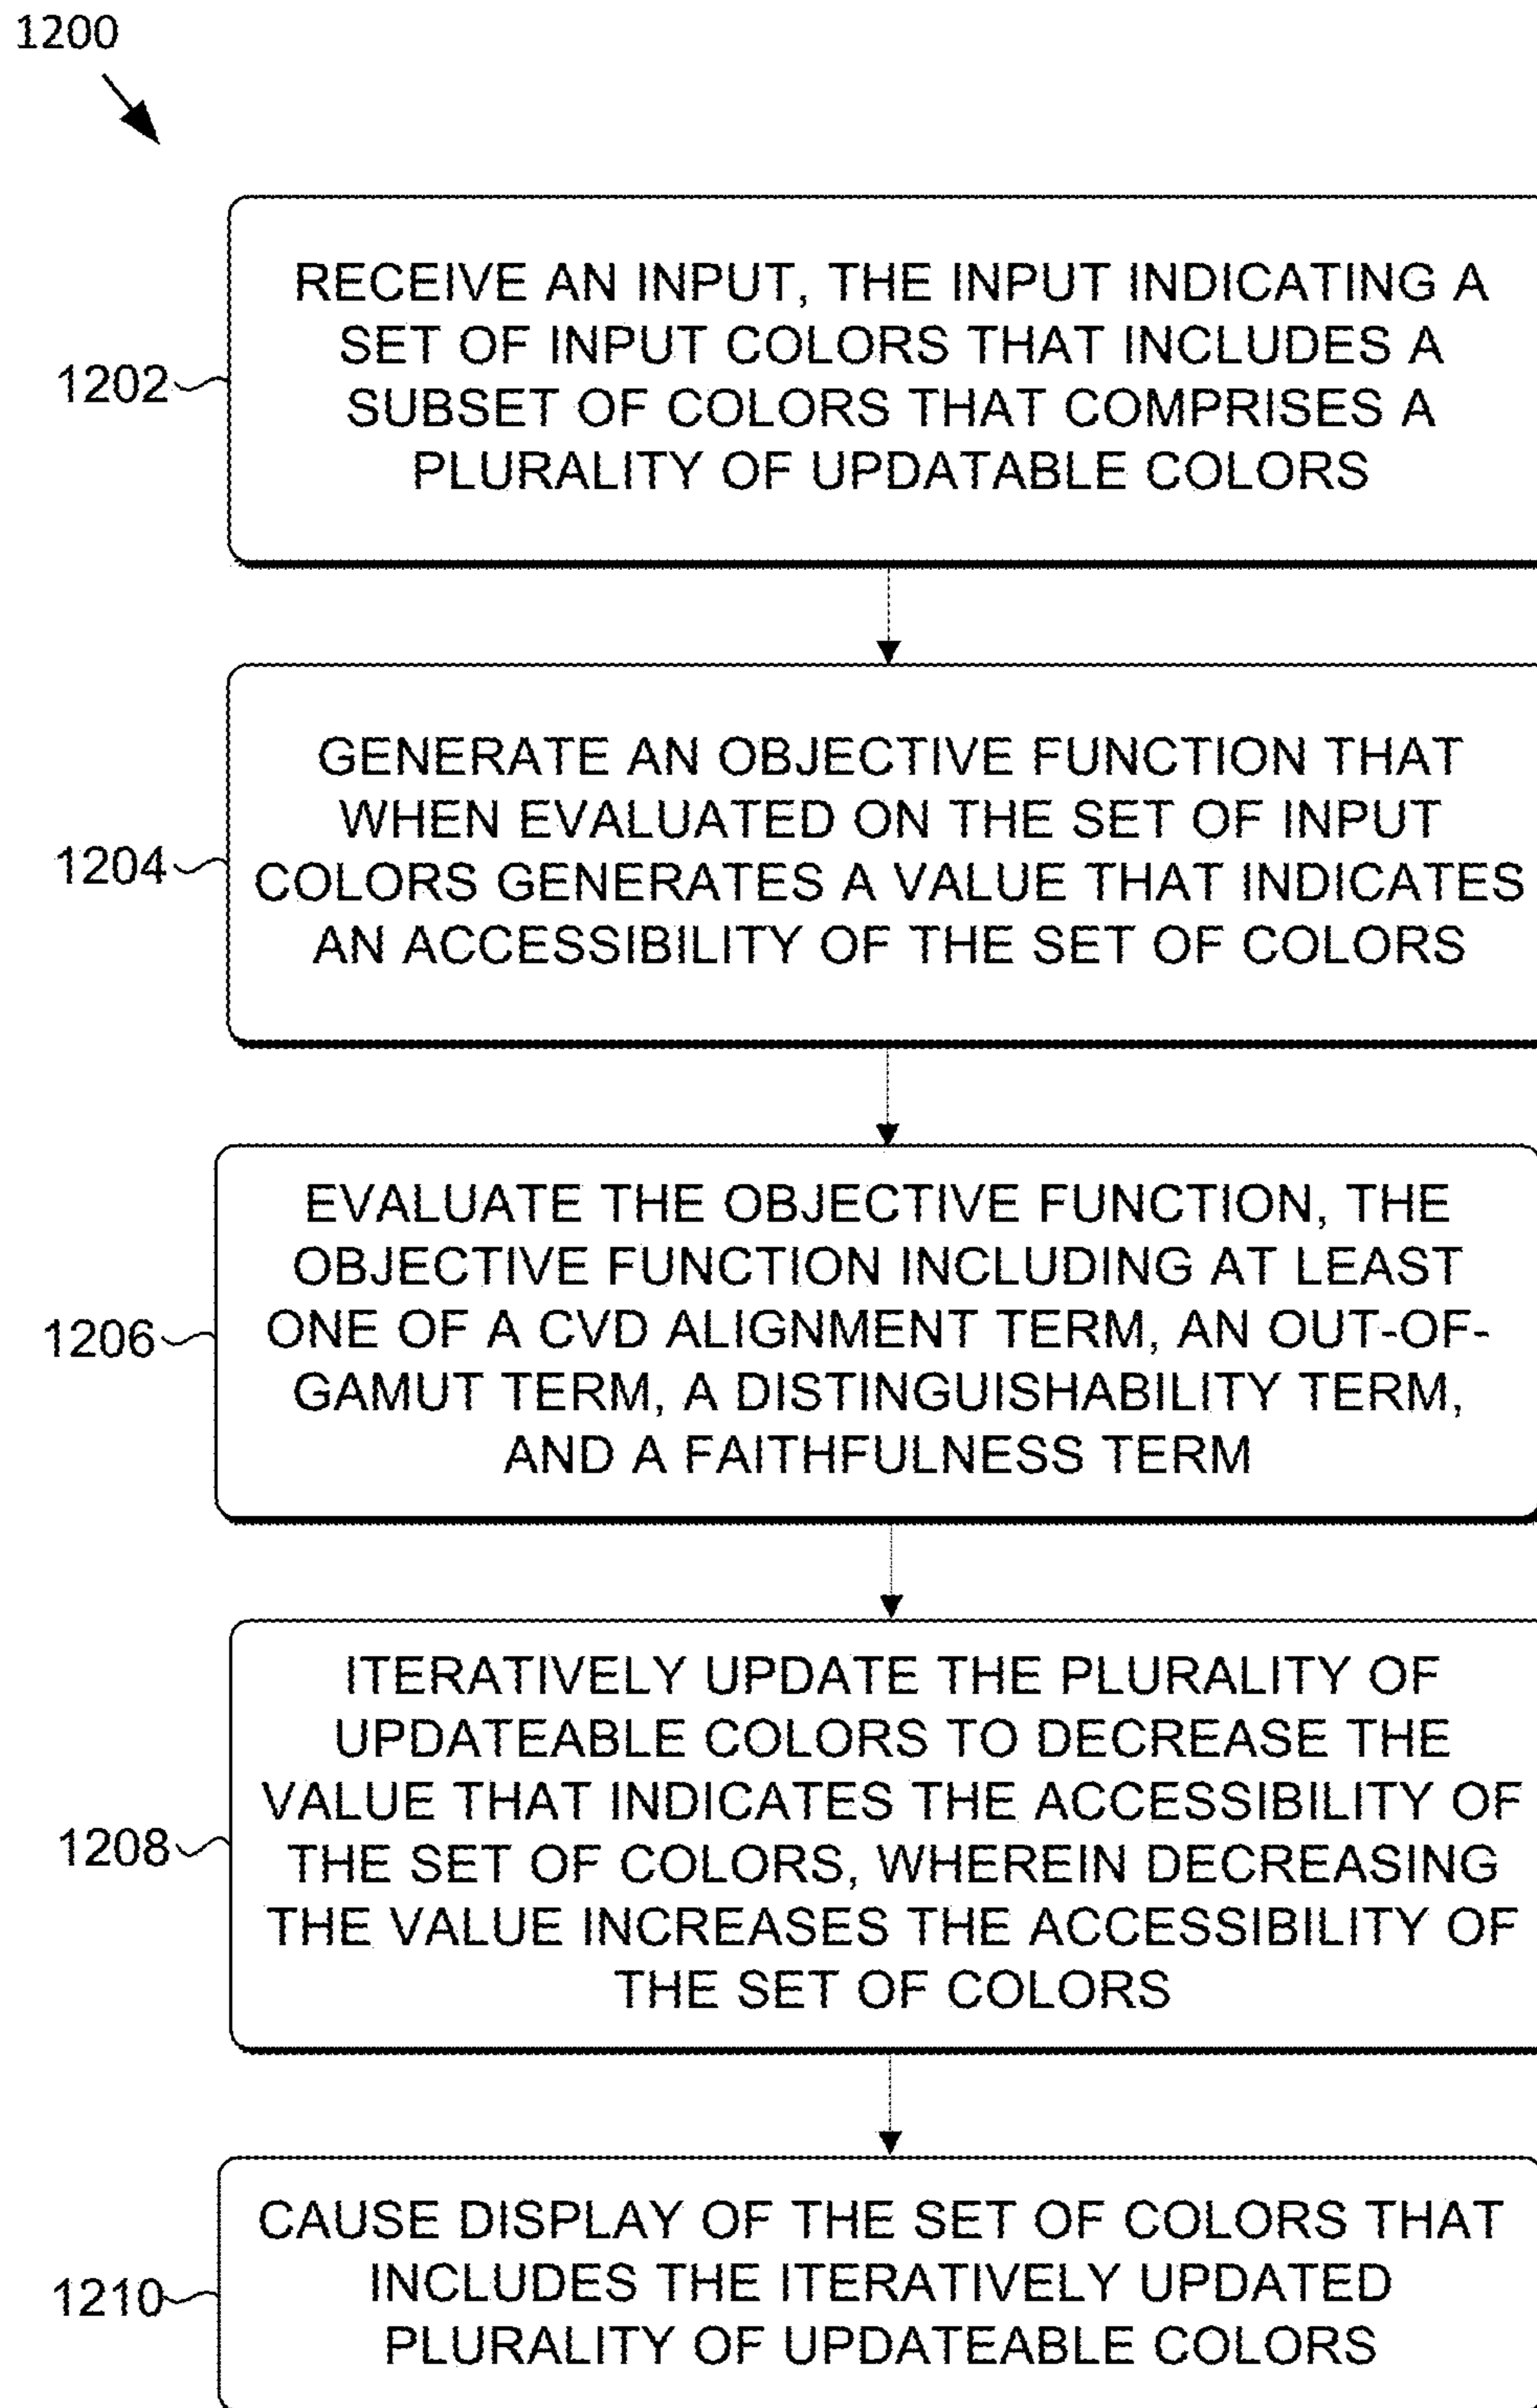 1200
RECEIVE AN INPUT, THE INPUT INDICATING A
SET OF INPUT COLORS THAT INCLUDES A
SUBSET OF COLORS THAT COMPRISES A
PLURALITY OF UPDATABLE COLORS
1202
GENERATE AN OBJECTIVE FUNCTION THAT
WHEN EVALUATED ON THE SET OF INPUT
COLORS GENERATES A VALUE THAT INDICATES
AN ACCESSIBILITY OF THE SET OF COLORS
1204
EVALUATE THE OBJECTIVE FUNCTION, THE
OBJECTIVE FUNCTION INCLUDING AT LEAST
ONE OF A CVD ALIGNMENT TERM, AN OUT-OF-
GAMUT TERM, A DISTINGUISHABILITY TERM,
AND A FAITHFULNESS TERM
1206
ITERATIVELY UPDATE THE PLURALITY OF
UPDATEABLE COLORS TO DECREASE THE
VALUE THAT INDICATES THE ACCESSIBILITY OF
THE SET OF COLORS, WHEREIN DECREASING
THE VALUE INCREASES THE ACCESSIBILITY OF
THE SET OF COLORS
1208
CAUSE DISPLAY OF THE SET OF COLORS THAT
INCLUDES THE ITERATIVELY UPDATED
PLURALITY OF UPDATEABLE COLORS
1210